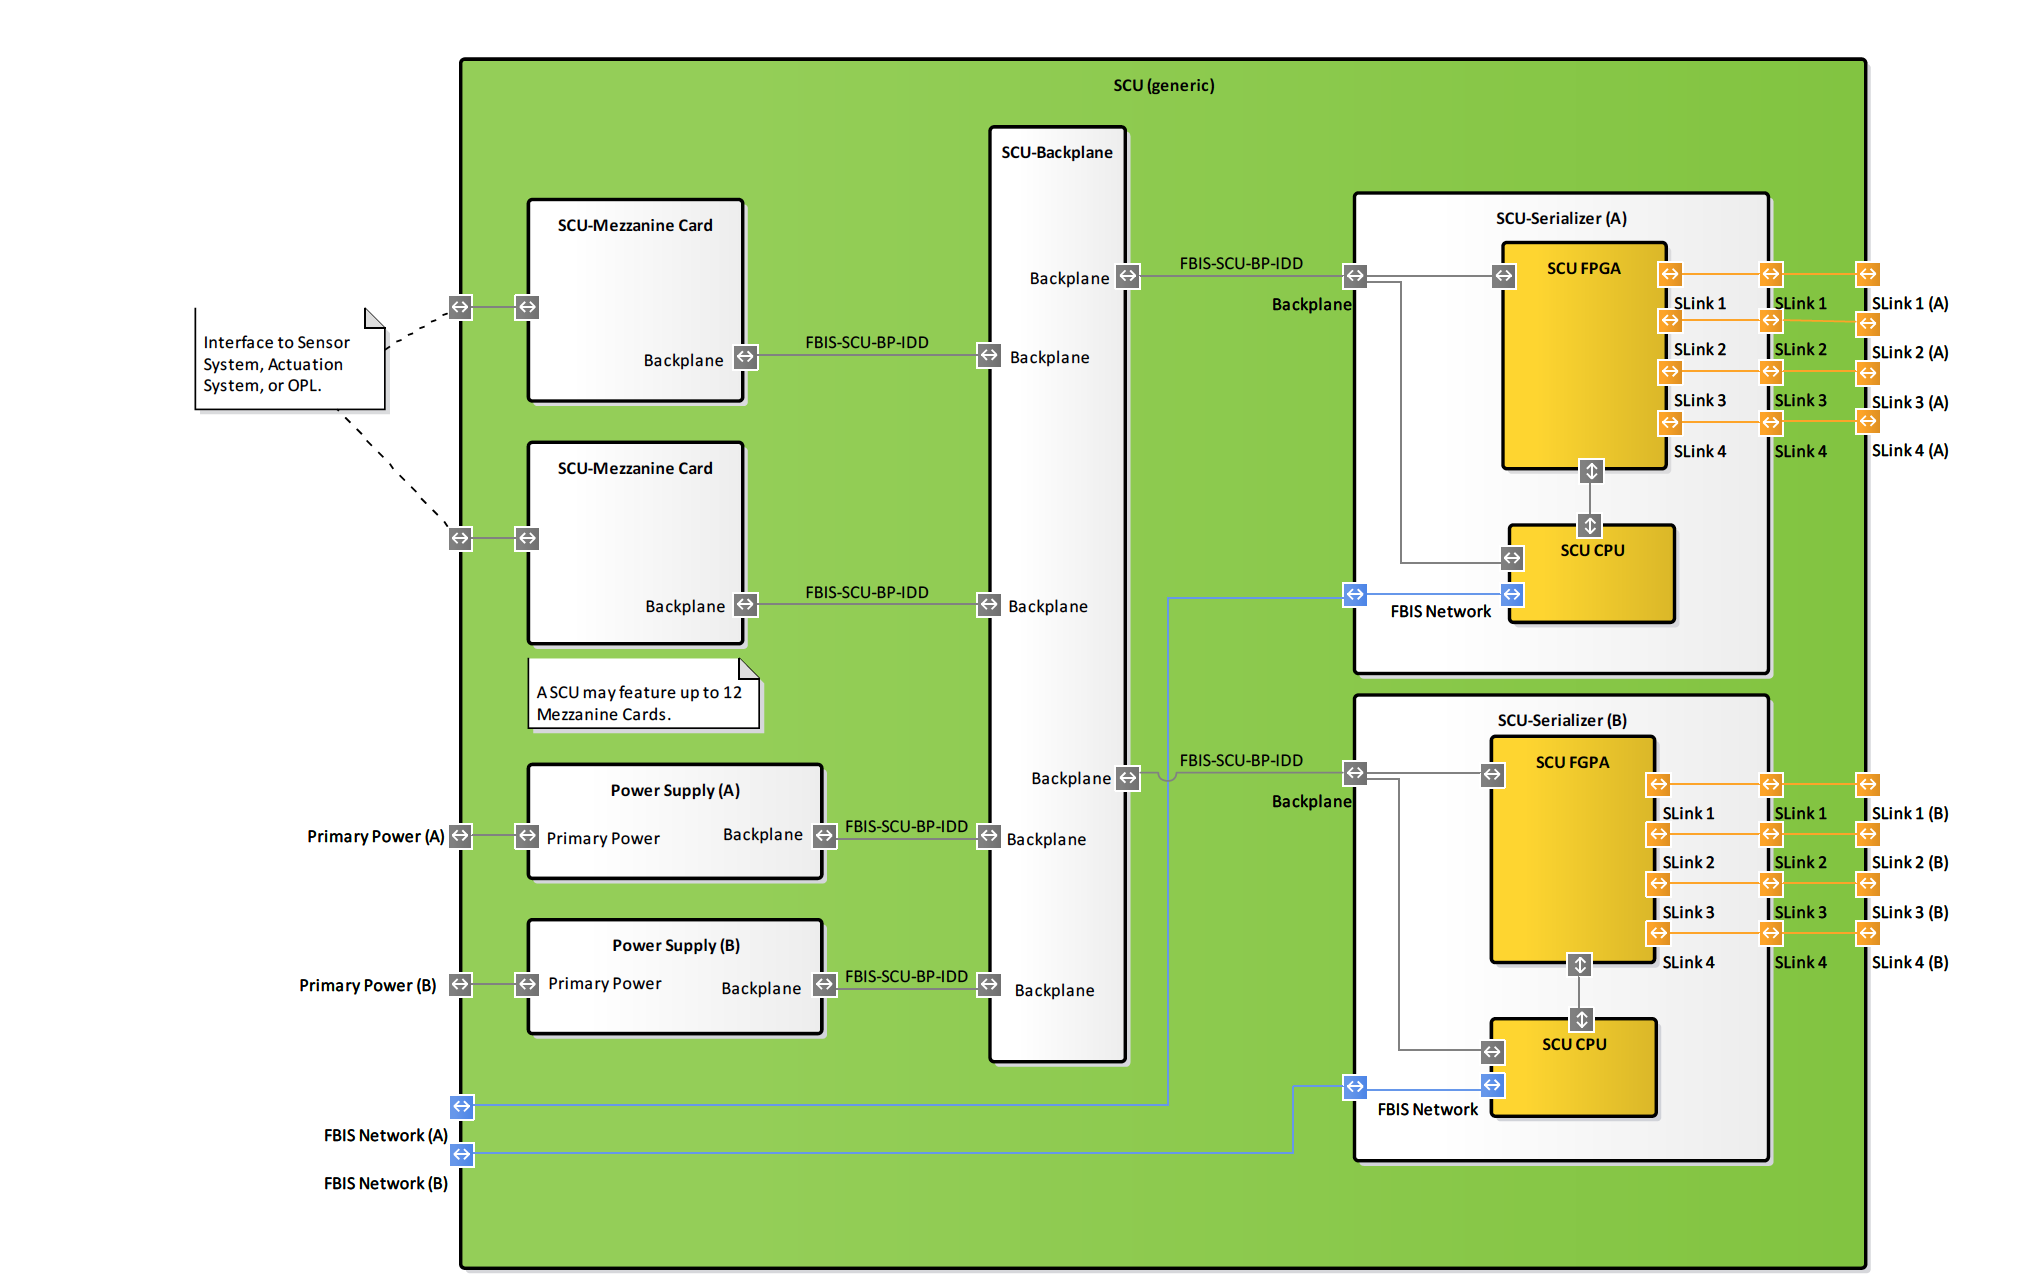 SCU (generic)
SCU-Backplane
SCU-Mezzanine Card
Backplane
FBIS-SCU-BP-IDD
Backplane
Interface to Sensor
System, Actuation
System, or OPL.
SCU-Mezzanine Card
Backplane
FBIS-SCU-BP-IDD
Backplane
A SCU may feature up to 12
Mezzanine Cards.
Power Supply (A)
Primary Power (A)
Primary Power
Backplane
FBIS-SCU-BP-IDD
Backplane
Power Supply (B)
Primary Power (B)
Primary Power
Backplane
FBIS-SCU-BP-IDD
Backplane
FBIS Network (A)
FBIS Network (B)
Backplane
FBIS-SCU-BP-IDD
Backplane
SCU-Serializer (A)
SCU FPGA
SLink 1
SLink 1
SLink 1 (A)
SLink 2
SLink 2
SLink 2 (A)
SLink 3
SLink 3
SLink 3 (A)
SLink 4
SLink 4
SLink 4 (A)
SCU CPU
FBIS Network
Backplane
FBIS-SCU-BP-IDD
Backplane
SCU-Serializer (B)
SCU FGPA
SLink 1
SLink 1
SLink 1 (B)
SLink 2
SLink 2
SLink 2 (B)
SLink 3
SLink 3
SLink 3 (B)
SLink 4
SLink 4
SLink 4 (B)
SCU CPU
FBIS Network